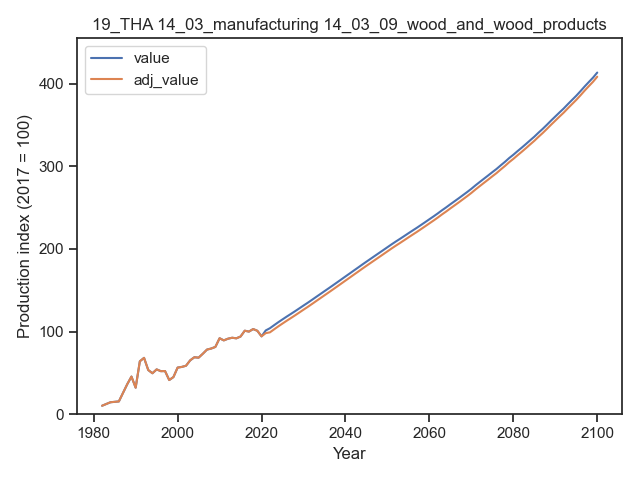 19_THA 14_03_manufacturing 14_03_09_wood_and_wood_products
value
adj_value
Production index (2017 = 100)
400
300
200
100
0
1980 2000 2020 2040 2060 2080 2100
Year